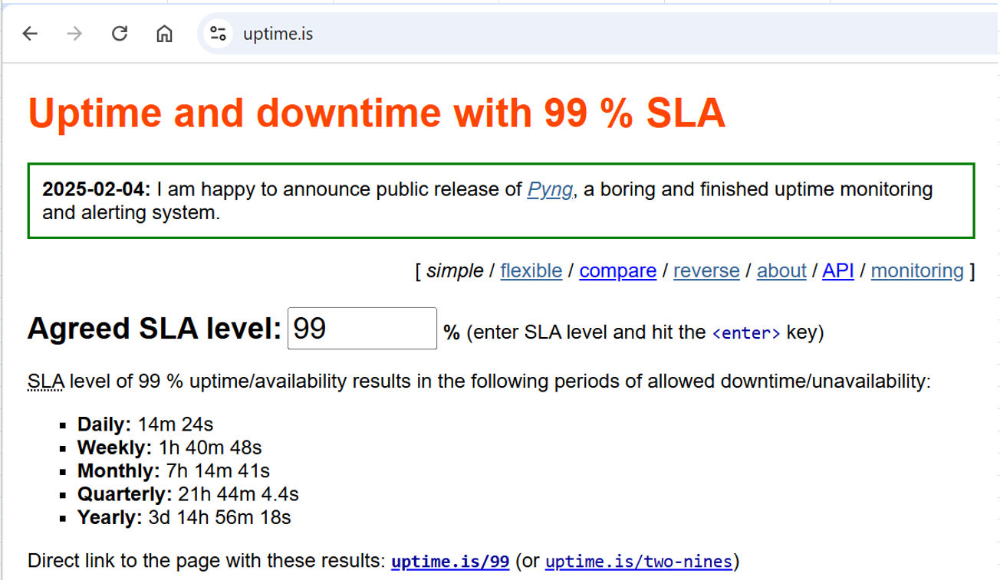 uptime.is
Uptime and downtime with 99 % SLA
2025-02-04: I am happy to announce public release of Pyng, a boring and finished uptime monitoring
and alerting system.
[ simple / flexible / compare / reverse / about / API / monitoring ]
Agreed SLA level: 99 % (enter SLA level and hit the <enter> key)
SLA level of 99 % uptime/availability results in the following periods of allowed downtime/unavailability:
▪ Daily: 14m 24s
▪ Weekly: 1h 40m 48s
▪ Monthly: 7h 14m 41s
▪ Quarterly: 21h 44m 4.4s
▪ Yearly: 3d 14h 56m 18s
Direct link to the page with these results: uptime.is/99 (or uptime.is/two-nines)